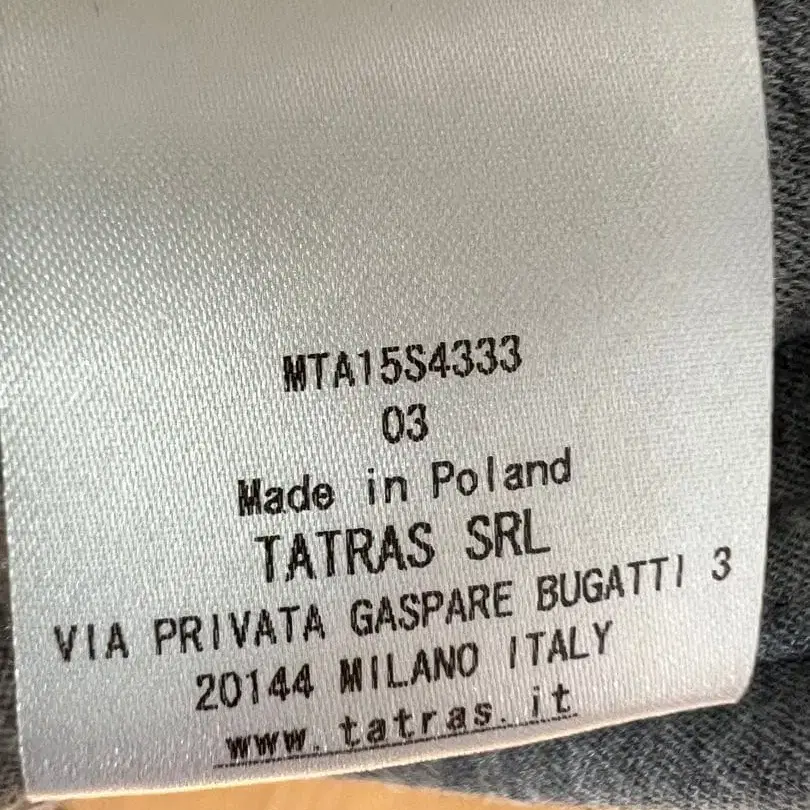 MTA15S4333
03
Made in Poland
TATRAS SRL
VIA PRIVATA GASPARE BUGATTI 3
20144 MILANO ITALY
www.tatras.it